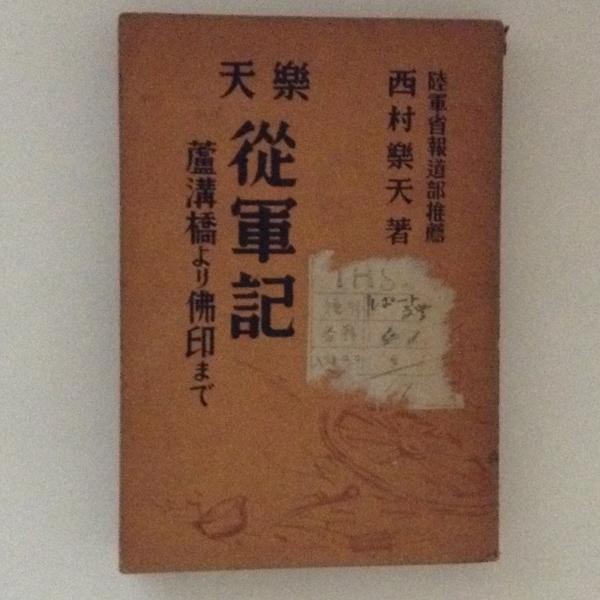 陸軍省報道部推薦
西村樂天著
樂天
從軍記
蘆溝橋より佛印まで
IHS